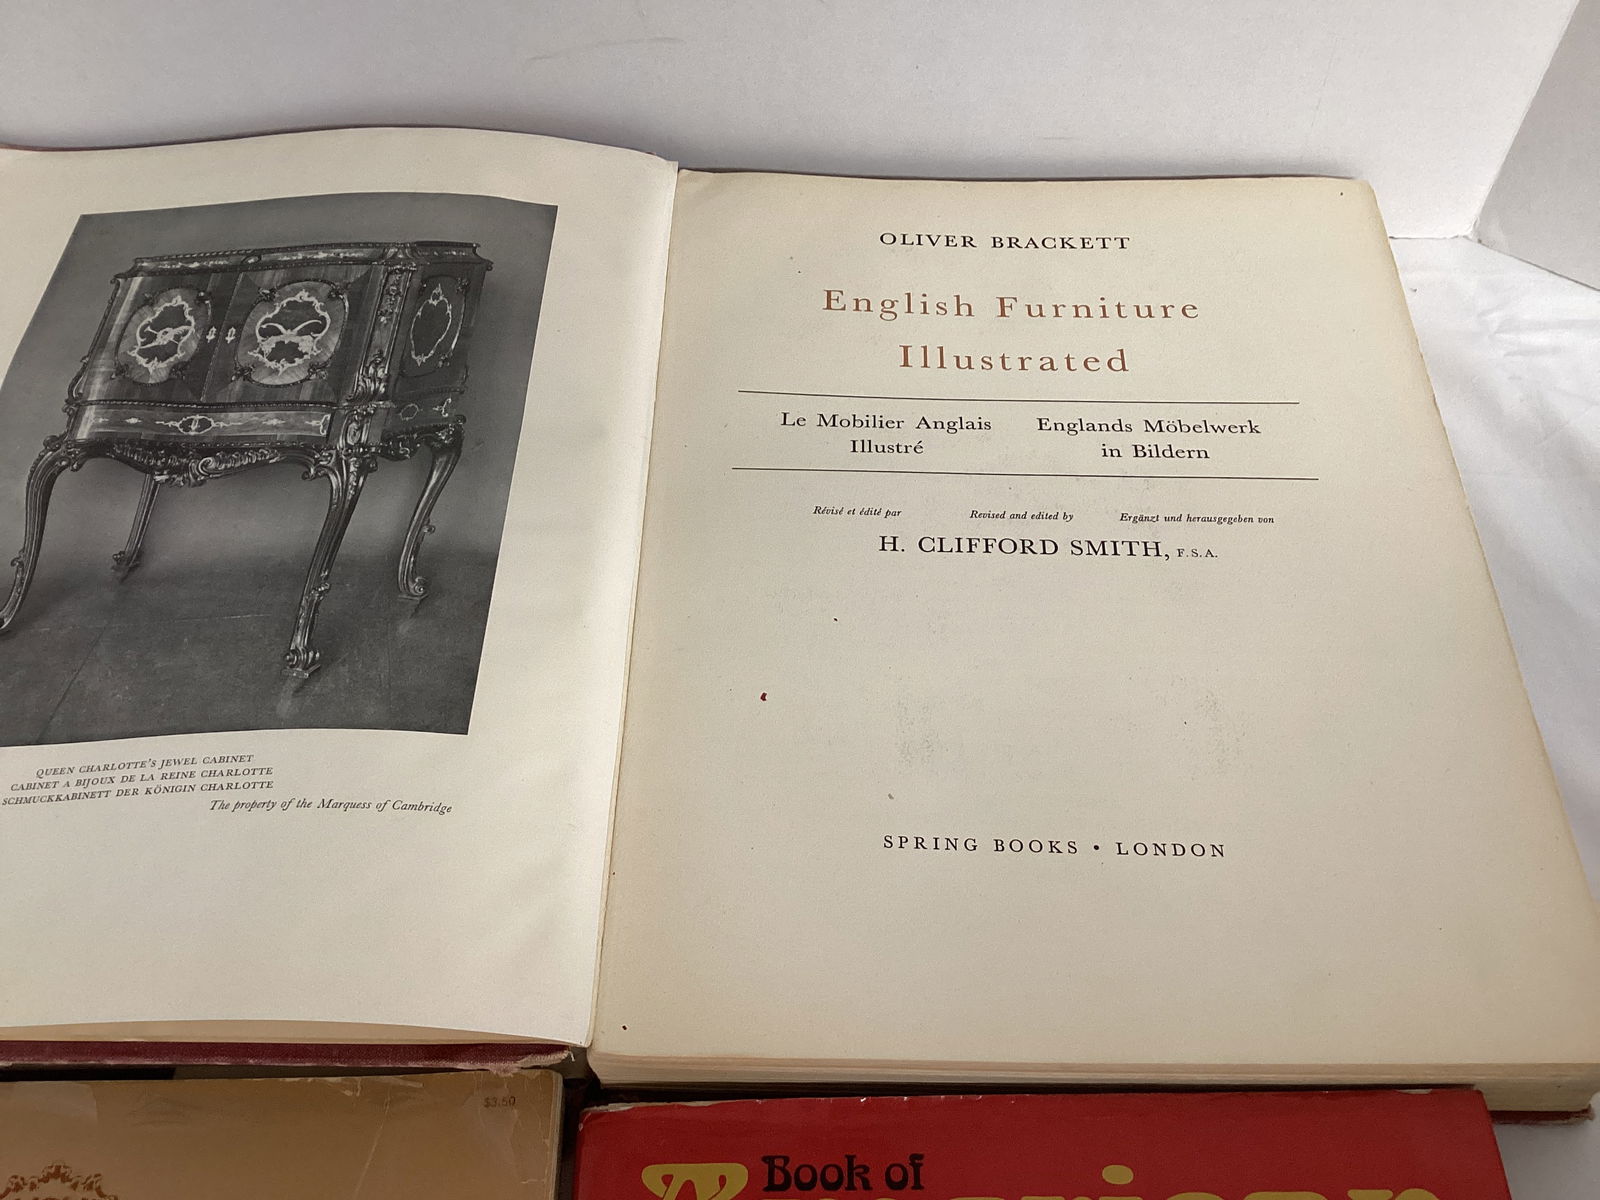 QUEEN CHARLOTTE'S JEWEL CABINET
CABINET A BIJOUX DE LA REINE CHARLOTTE
SCHMUCKKABINETT DER KÖNIGIN CHARLOTTE
The property of the Marquess of Cambridge
OLIVER BRACKETT
English Furniture
Illustrated
Le Mobilier Anglais
Illustré
Englands Möbelwerk
in Bildern
Révisé et édité par
Revised and edited by
Ergänzt und herausgegeben von
H. CLIFFORD SMITH, F.S.A.
SPRING BOOKS • LONDON
$3.50
Book of